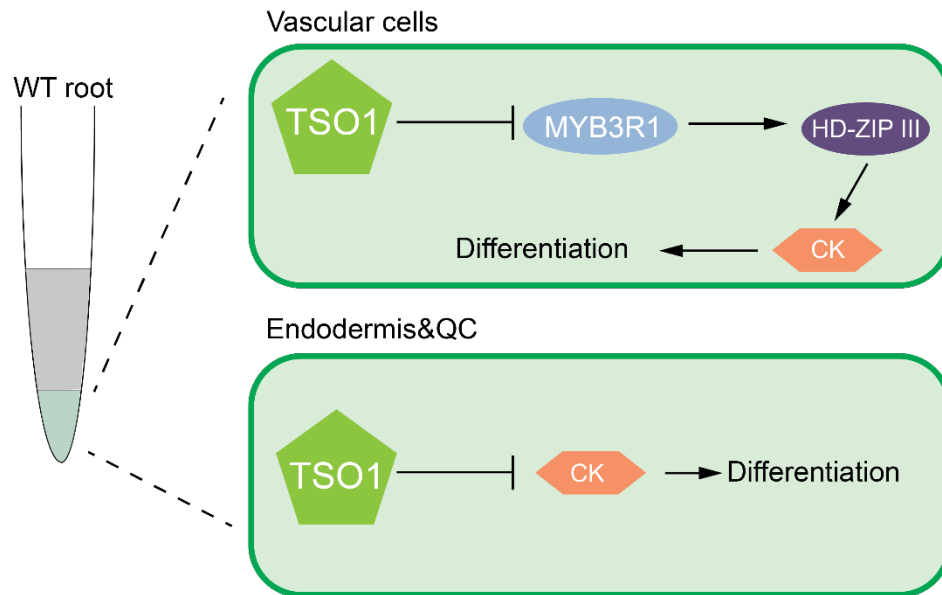 Vascular cells
WT root
TSO1
MYB3R1
HD-ZIP III
Differentiation
CK
Endodermis&QC
TSO1
CK
Differentiation